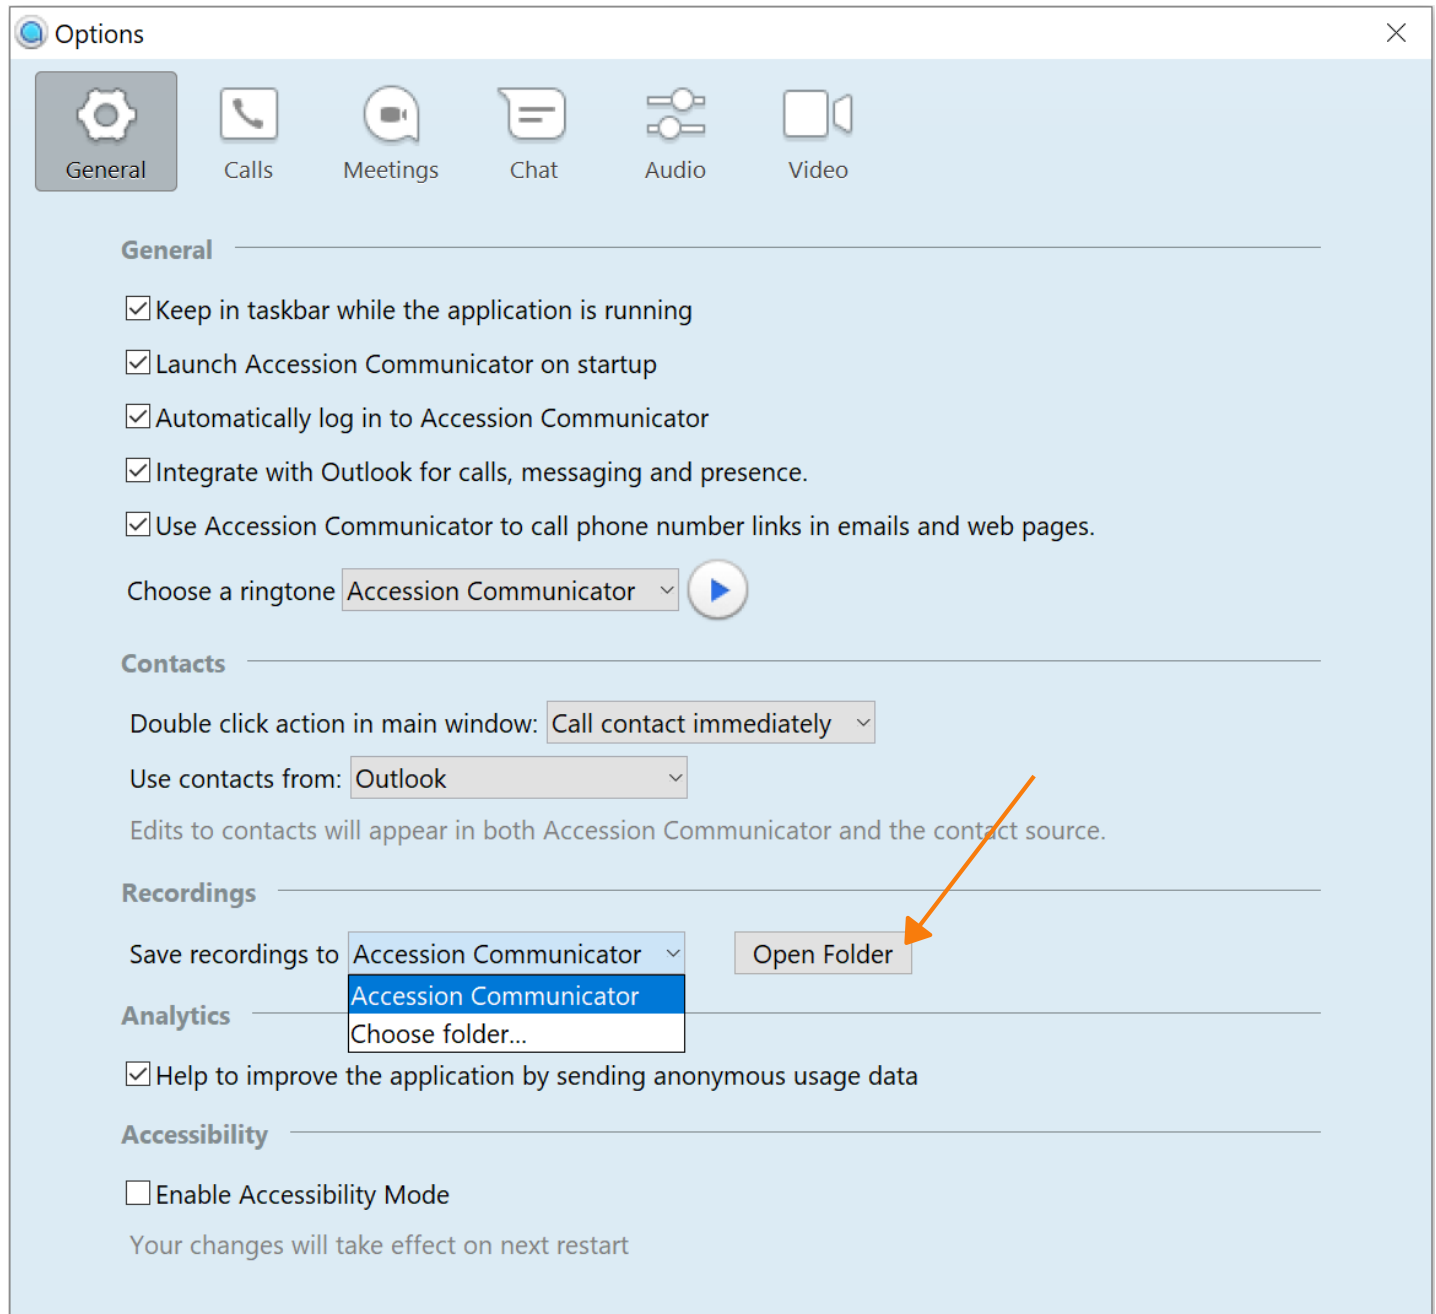 Options
General Calls Meetings Chat Audio Video
General
Keep in taskbar while the application is running
Launch Accession Communicator on startup
Automatically log in to Accession Communicator
Integrate with Outlook for calls, messaging and presence.
Use Accession Communicator to call phone number links in emails and web pages.
Choose a ringtone Accession Communicator
Contacts
Double click action in main window: Call contact immediately
Use contacts from: Outlook
Edits to contacts will appear in both Accession Communicator and the contact source.
Recordings
Save recordings to Accession Communicator Open Folder
Accession Communicator
Analytics
Choose folder...
Help to improve the application by sending anonymous usage data
Accessibility
Enable Accessibility Mode
Your changes will take effect on next restart